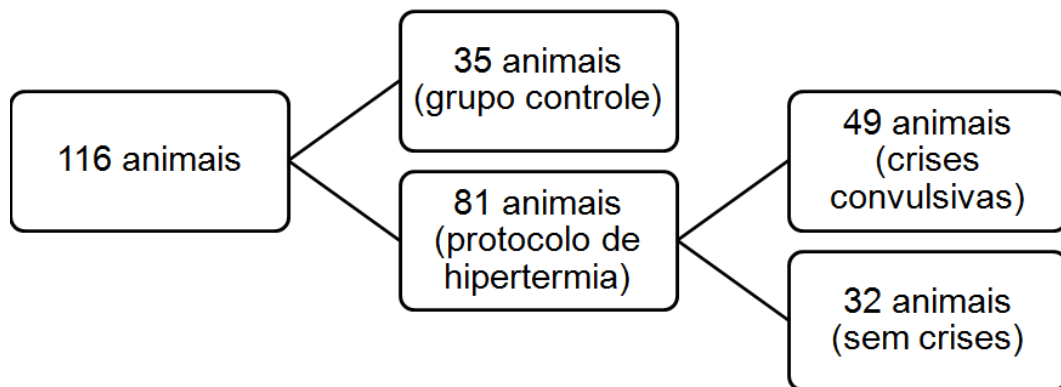 116 animais
35 animais
(grupo controle)
81 animais
(protocolo de
hipertermia)
49 animais
(crises
convulsivas)
32 animais
(sem crises)